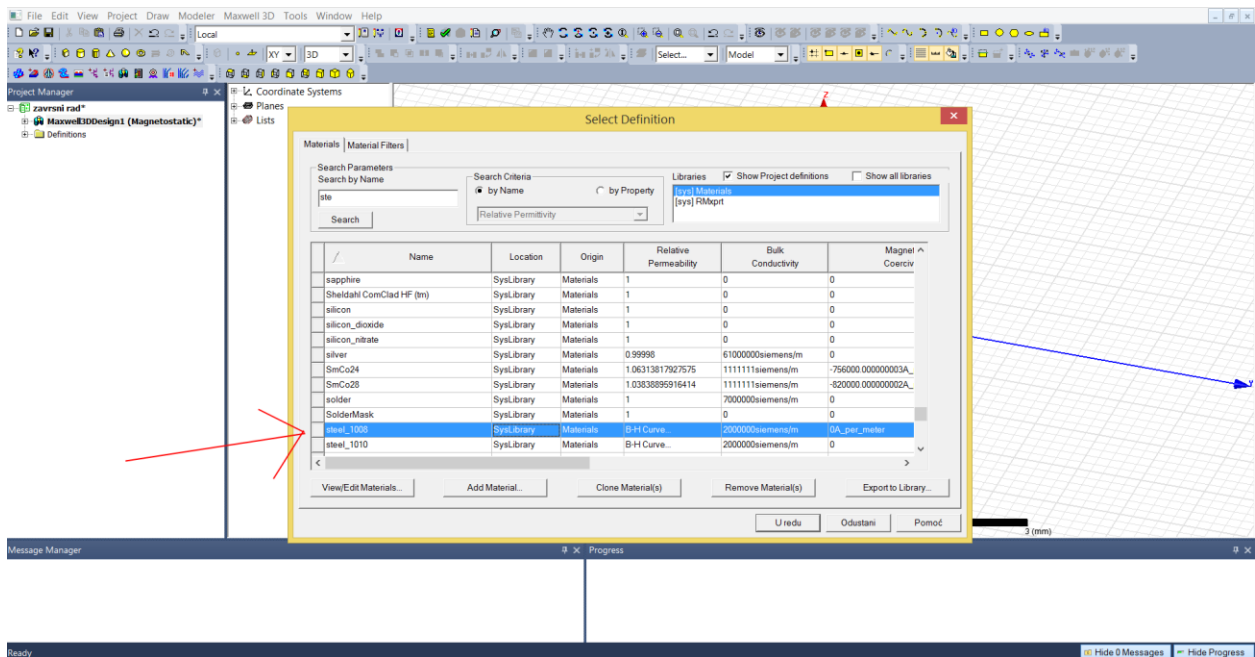 File Edit View Project Draw Modeler Maxwell 3D Tools Window Help
Local
XY 3D Select... Model
Project Manager
zavrsni rad*
Maxwell3DDesign1 (Magnetostatic)*
Definitions
Coordinate Systems
Planes
Lists
Z
Select Definition
Materials Material Filters
Search Parameters
Search by Name
ste
Search
Search Criteria
by Name by Property
Relative Permittivity
Libraries Show Project definitions Show all libraries
[sys] Materials
[sys] RMxprt
/ Name Location Origin Relative Permeability Bulk Conductivity Magnet Coerciv
sapphire SysLibrary Materials 1 0 0
Sheldahl ComClad HF (tm) SysLibrary Materials 1 0 0
silicon SysLibrary Materials 1 0 0
silicon_dioxide SysLibrary Materials 1 0 0
silicon_nitrate SysLibrary Materials 1 0 0
silver SysLibrary Materials 0.99998 61000000siemens/m 0
SmCo24 SysLibrary Materials 1.06313817927575 1111111siemens/m -756000.000000003A_
SmCo28 SysLibrary Materials 1.03838895916414 1111111siemens/m -820000.000000002A_
solder SysLibrary Materials 1 7000000siemens/m 0
SolderMask SysLibrary Materials 1 0 0
steel_1008 SysLibrary Materials B-H Curve... 2000000siemens/m 0A_per_meter
steel_1010 SysLibrary Materials B-H Curve... 2000000siemens/m 0
View/Edit Materials... Add Material... Clone Material(s) Remove Material(s) Export to Library...
U redu Odustani Pomoć
Y
3 (mm)
Message Manager
Progress
Ready
Hide 0 Messages Hide Progress